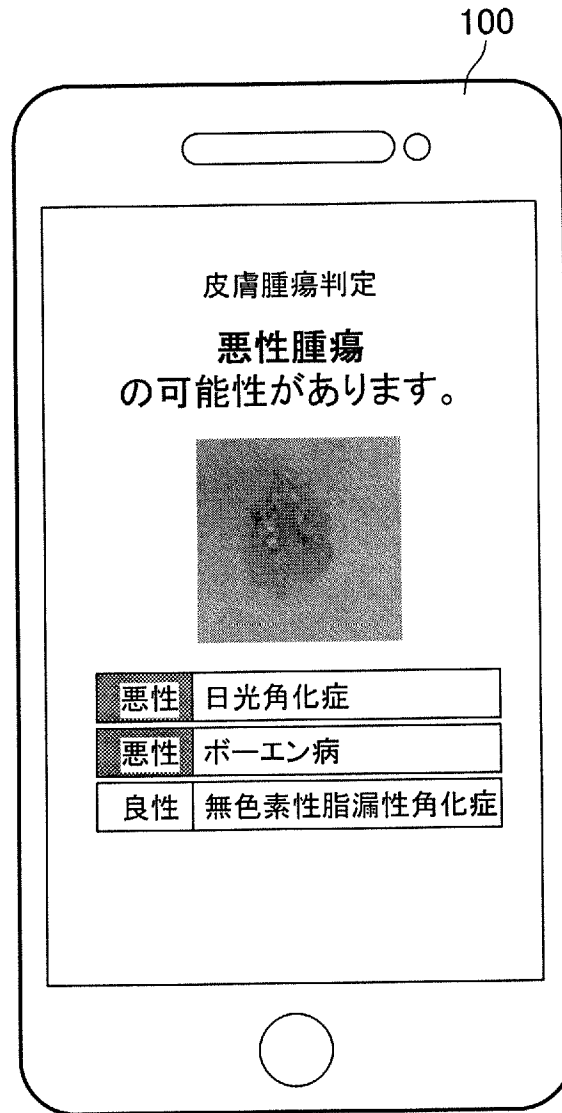 100
皮膚腫瘍判定
悪性腫瘍
の可能性があります。
悪性 日光角化症
悪性 ボーエン病
良性 無色素性脂漏性角化症